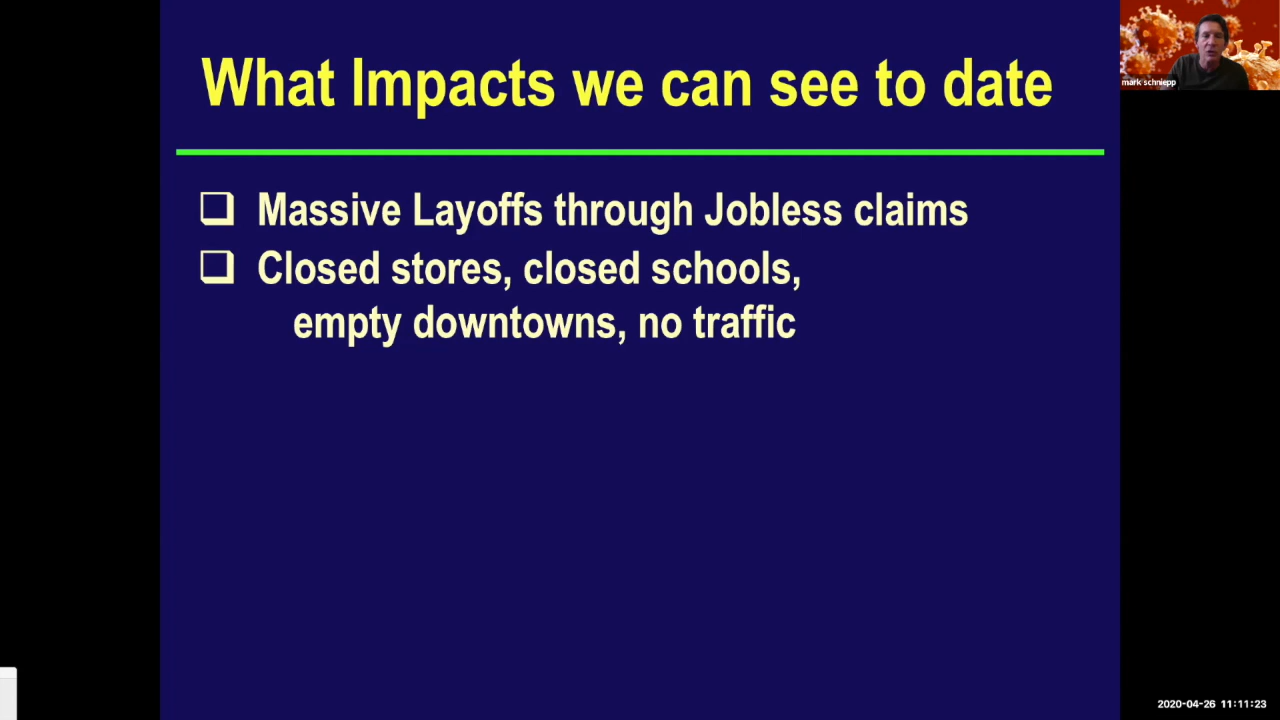 What Impacts we can see to date
mark schniepp
❑ Massive Layoffs through Jobless claims
❑ Closed stores, closed schools,
empty downtowns, no traffic
2020-04-26 11:11:23